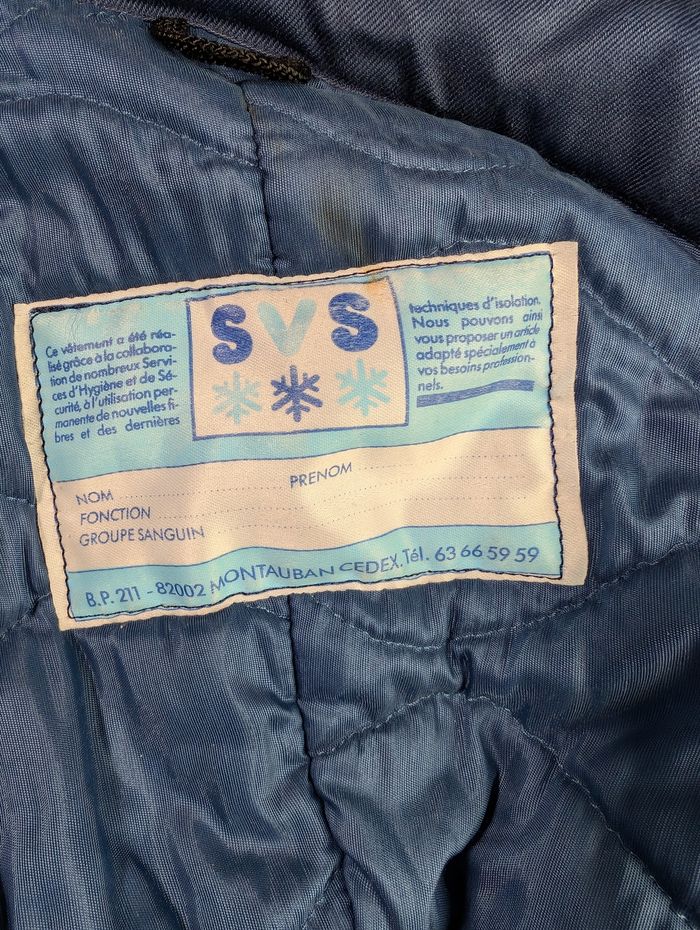 SVS
Ce vêtement a été réa-
lisé grâce à la collabora-
tion de nombreux Servi-
ces d'Hygiène et de Sé-
curité, à l'utilisation per-
manente de nouvelles fi-
bres et des dernières
techniques d'isolation.
Nous pouvons ainsi
vous proposer un article
adapté spécialement à
vos besoins profession-
nels.
NOM PRENOM
FONCTION
GROUPE SANGUIN
B.P. 211 - 82002 MONTAUBAN CEDEX. Tél. 63 66 59 59